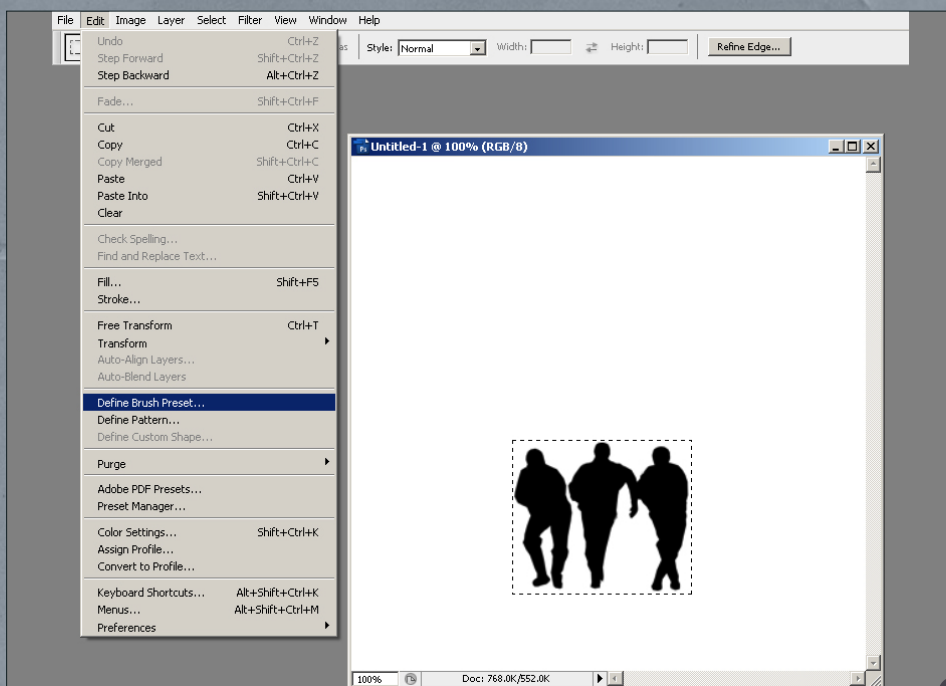 File Edit Image Layer Select Filter View Window Help
Style: Normal Width: Height: Refine Edge...
Undo Ctrl+Z
Step Forward Shift+Ctrl+Z
Step Backward Alt+Ctrl+Z
Fade... Shift+Ctrl+F
Cut Ctrl+X
Copy Ctrl+C
Copy Merged Shift+Ctrl+C
Paste Ctrl+V
Paste Into Shift+Ctrl+V
Clear
Check Spelling...
Find and Replace Text...
Fill... Shift+F5
Stroke...
Free Transform Ctrl+T
Transform
Auto-Align Layers...
Auto-Blend Layers
Define Brush Preset...
Define Pattern...
Define Custom Shape...
Purge
Adobe PDF Presets...
Preset Manager...
Color Settings... Shift+Ctrl+K
Assign Profile...
Convert to Profile...
Keyboard Shortcuts... Alt+Shift+Ctrl+K
Menus... Alt+Shift+Ctrl+M
Preferences
Ps Untitled-1 @ 100% (RGB/8)
100% Doc: 768.0K/552.0K